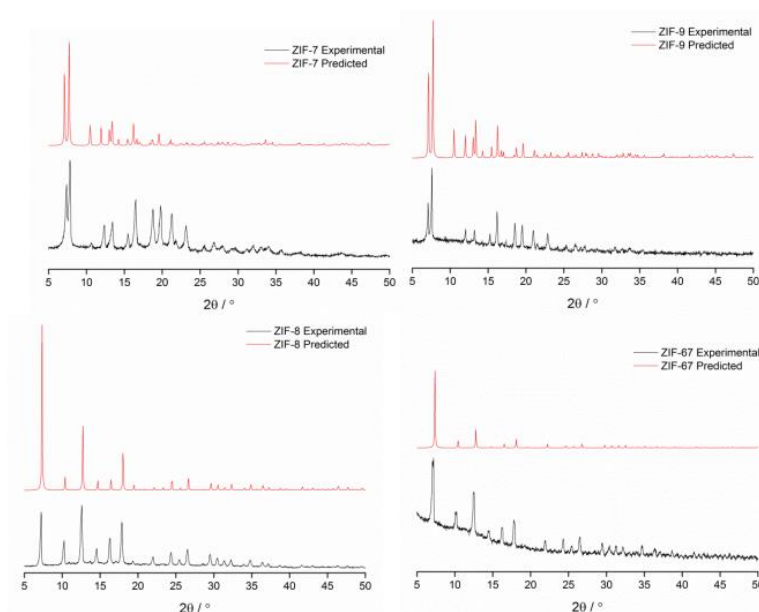 ZIF-7 Experimental
ZIF-7 Predicted
5 10 15 20 25 30 35 40 45 50
2θ / °
ZIF-9 Experimental
ZIF-9 Predicted
5 10 15 20 25 30 35 40 45 50
2θ / °
ZIF-8 Experimental
ZIF-8 Predicted
5 10 15 20 25 30 35 40 45 50
2θ / °
ZIF-67 Experimental
ZIF-67 Predicted
5 10 15 20 25 30 35 40 45 50
2θ / °